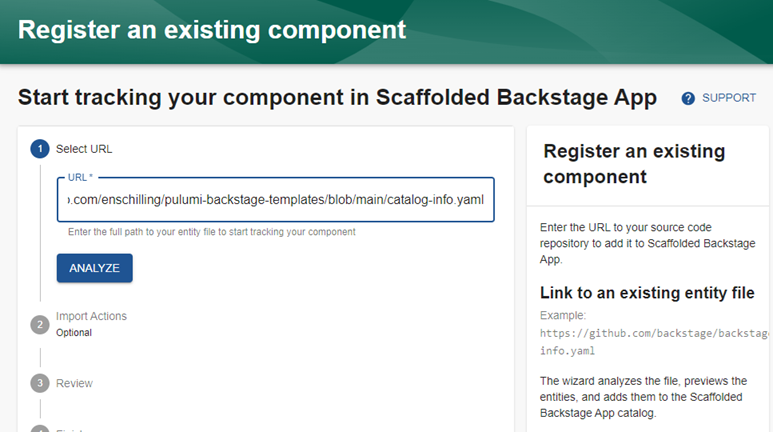 Register an existing component
Start tracking your component in Scaffolded Backstage App
? SUPPORT
1 Select URL
URL *
.com/enschilling/pulumi-backstage-templates/blob/main/catalog-info.yaml
Enter the full path to your entity file to start tracking your component
ANALYZE
2 Import Actions
Optional
3 Review
Register an existing
component
Enter the URL to your source code
repository to add it to Scaffolded Backstage
App.
Link to an existing entity file
Example:
https://github.com/backstage/backstag
info.yaml
The wizard analyzes the file, previews the
entities, and adds them to the Scaffolded
Backstage App catalog.